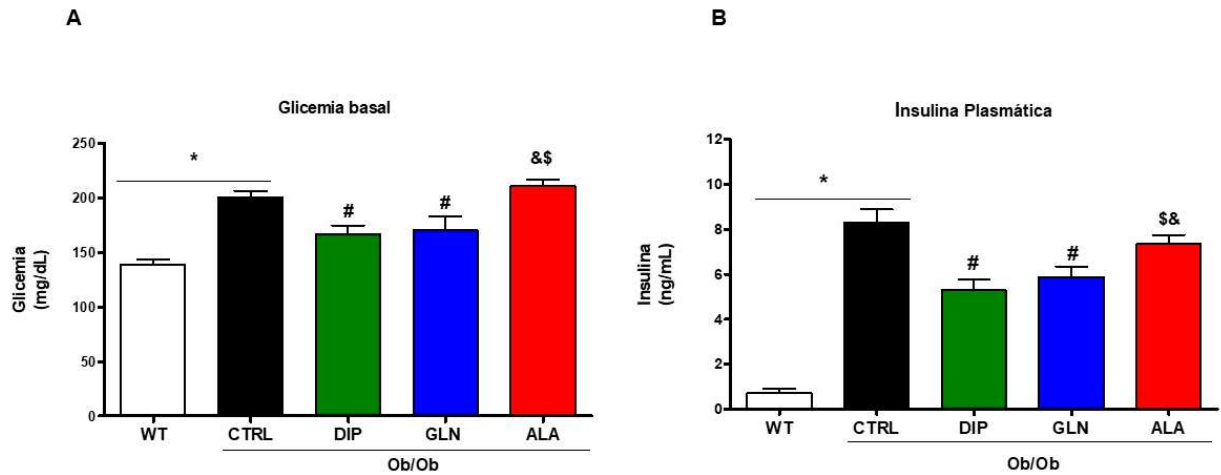 A
Glicemia basal
Glicemia
(mg/dL)
250
200
150
100
50
0
*
#
#
&$
WT
CTRL
DIP
GLN
ALA
Ob/Ob
B
Insulina Plasmática
Insulina
(ng/mL)
12
10
8
6
4
2
0
*
#
#
$&
WT
CTRL
DIP
GLN
ALA
Ob/Ob